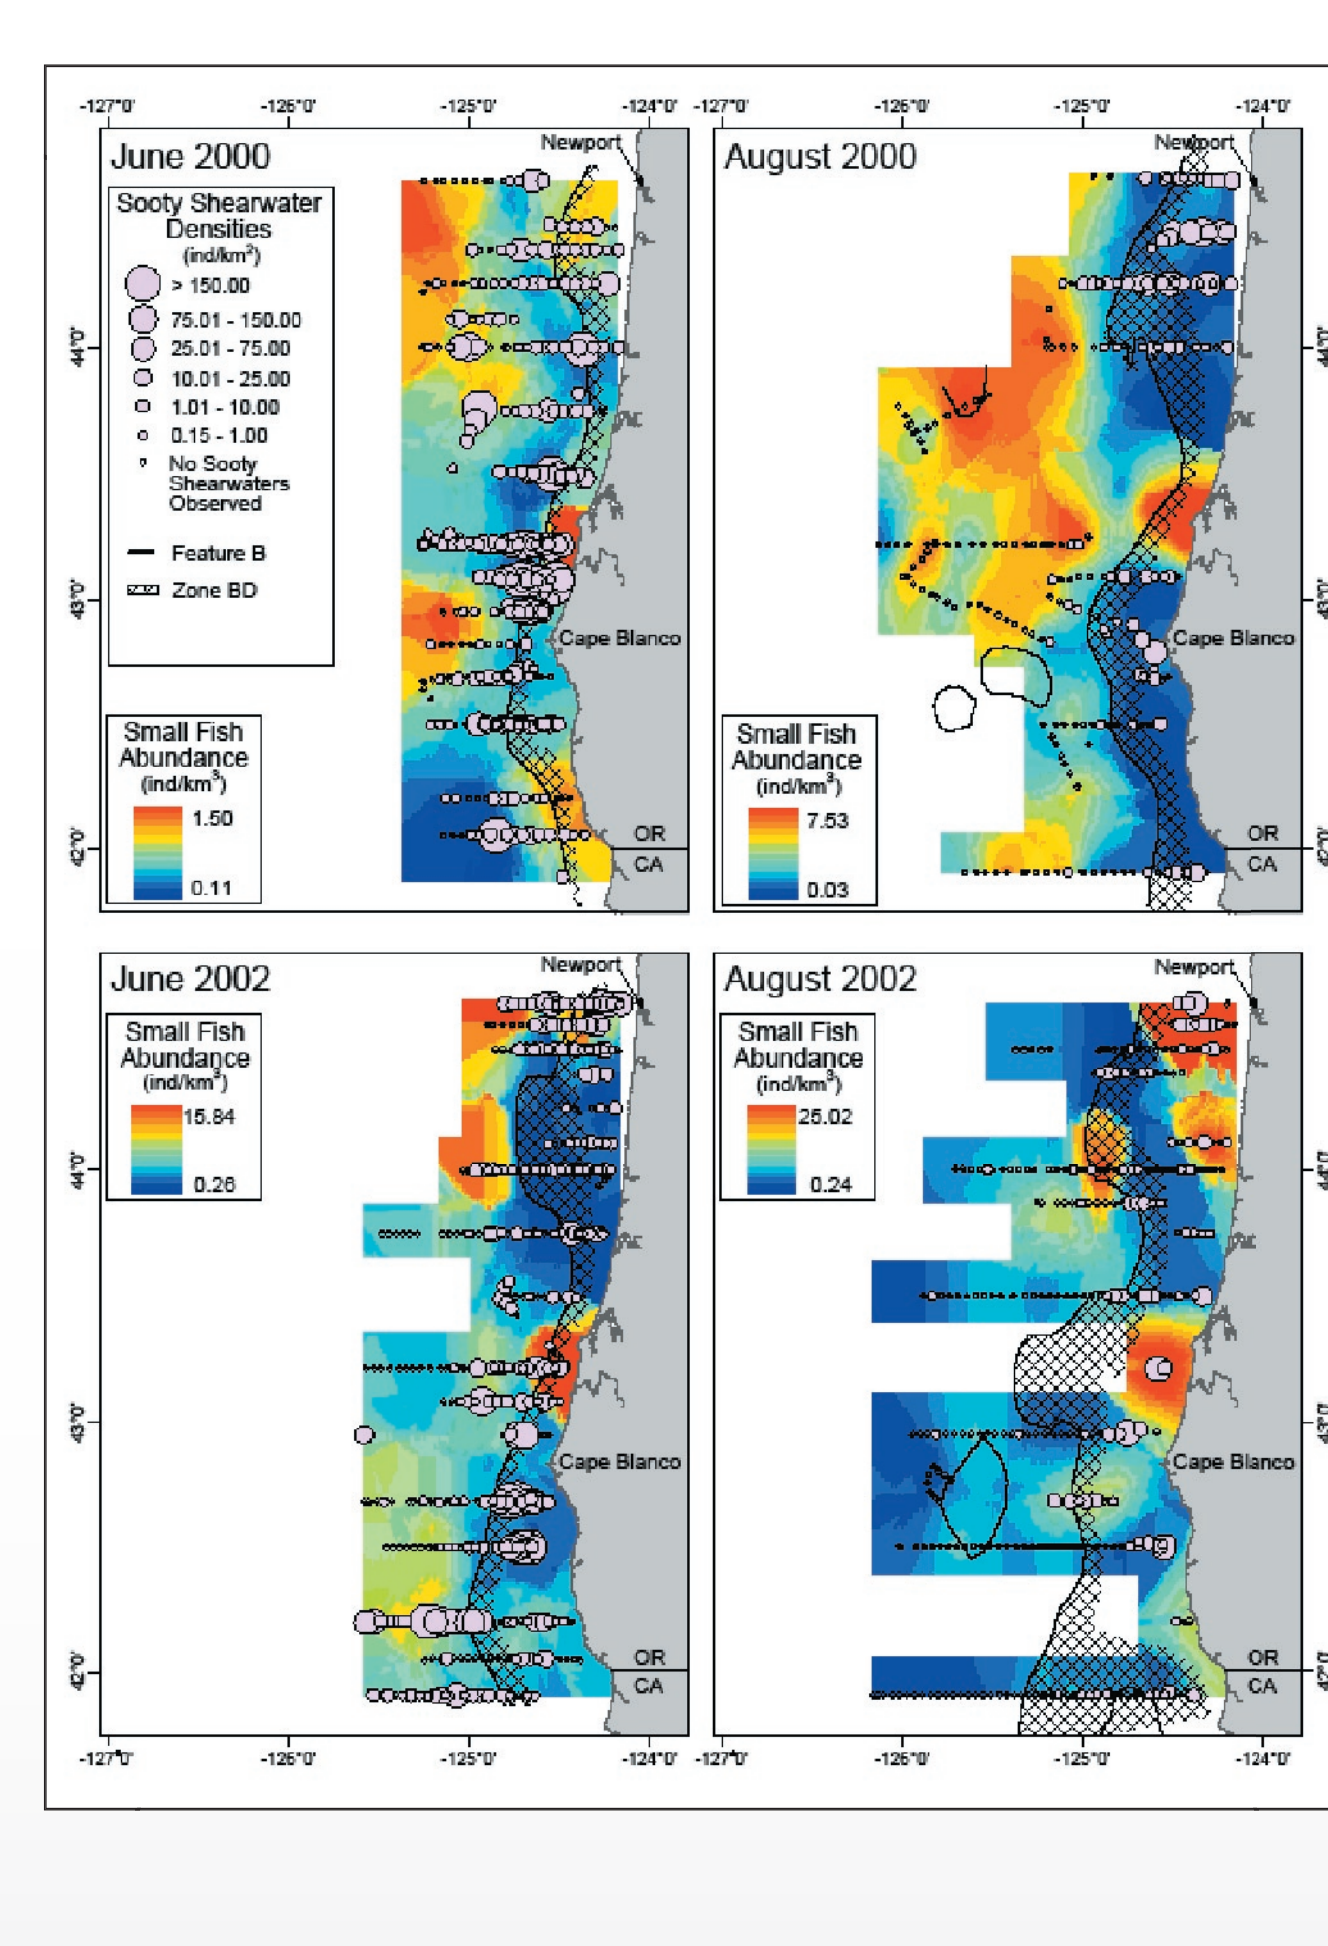 -127°0' -126°0' -125°0' -124°0' -127°0' -126°0' -125°0' -124°0'
June 2000
Newport
Sooty Shearwater
Densities
(ind/km²)
> 150.00
75.01 - 150.00
25.01 - 75.00
10.01 - 25.00
1.01 - 10.00
0.15 - 1.00
No Sooty
Shearwaters
Observed
Feature B
Zone BD
44°0'
43°0'
42°0'
Cape Blanco
Small Fish
Abundance
(ind/km³)
1.50
0.11
OR
CA
August 2000
Newport
Cape Blanco
Small Fish
Abundance
(ind/km³)
7.53
0.03
OR
CA
June 2002
Newport
Small Fish
Abundance
(ind/km³)
15.84
0.26
44°0'
43°0'
42°0'
Cape Blanco
OR
CA
August 2002
Newport
Small Fish
Abundance
(ind/km³)
25.02
0.24
Cape Blanco
OR
CA
-127°0' -126°0' -125°0' -124°0' -127°0' -126°0' -125°0' -124°0'